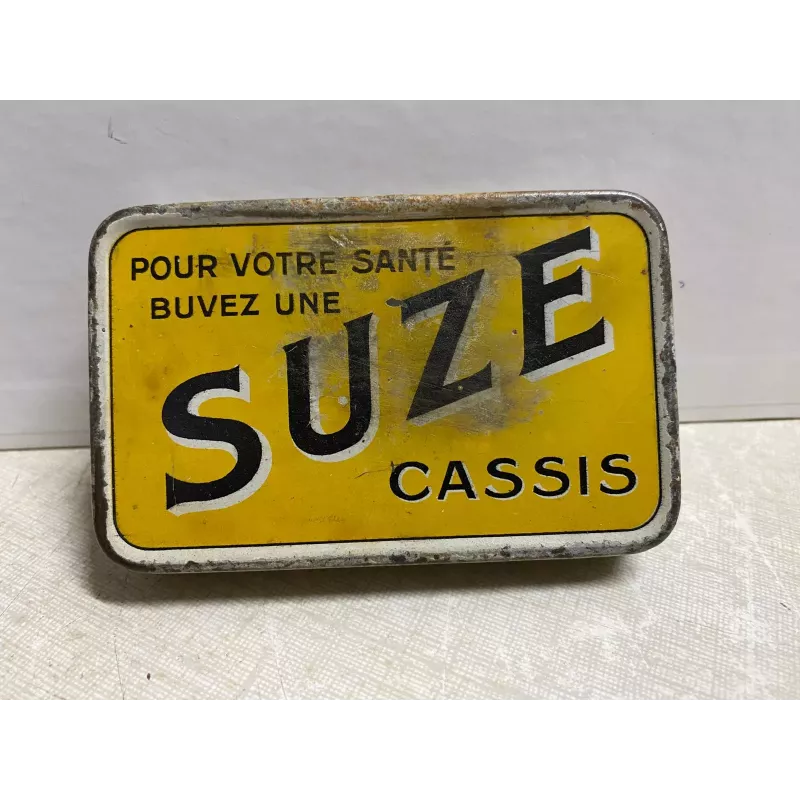 POUR VOTRE SANTÉ
BUVEZ UNE
SUZE
CASSIS